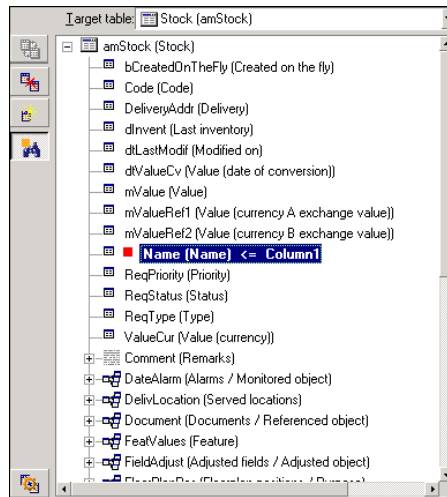 Target table: Stock (amStock)
amStock (Stock)
bCreatedOnTheFly (Created on the fly)
Code (Code)
DeliveryAddr (Delivery)
dInvent (Last inventory)
dtLastModif (Modified on)
dtValueCv (Value (date of conversion))
mValue (Value)
mValueRef1 (Value (currency A exchange value))
mValueRef2 (Value (currency B exchange value))
Name (Name) <= Column1
ReqPriority (Priority)
ReqStatus (Status)
ReqType (Type)
ValueCur (Value (currency))
Comment (Remarks)
DateAlarm (Alarms / Monitored object)
DelivLocation (Served locations)
Document (Documents / Referenced object)
FeatValues (Feature)
FieldAdjust (Adjusted fields / Adjusted object)